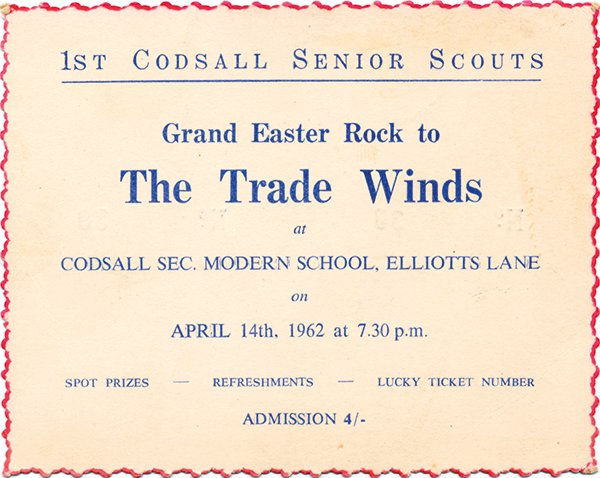 1ST CODSALL SENIOR SCOUTS
Grand Easter Rock to
The Trade Winds
at
CODSALL SEC. MODERN SCHOOL, ELLIOTTS LANE
on
APRIL 14th, 1962 at 7.30 p.m.
SPOT PRIZES — REFRESHMENTS — LUCKY TICKET NUMBER
ADMISSION 4/-